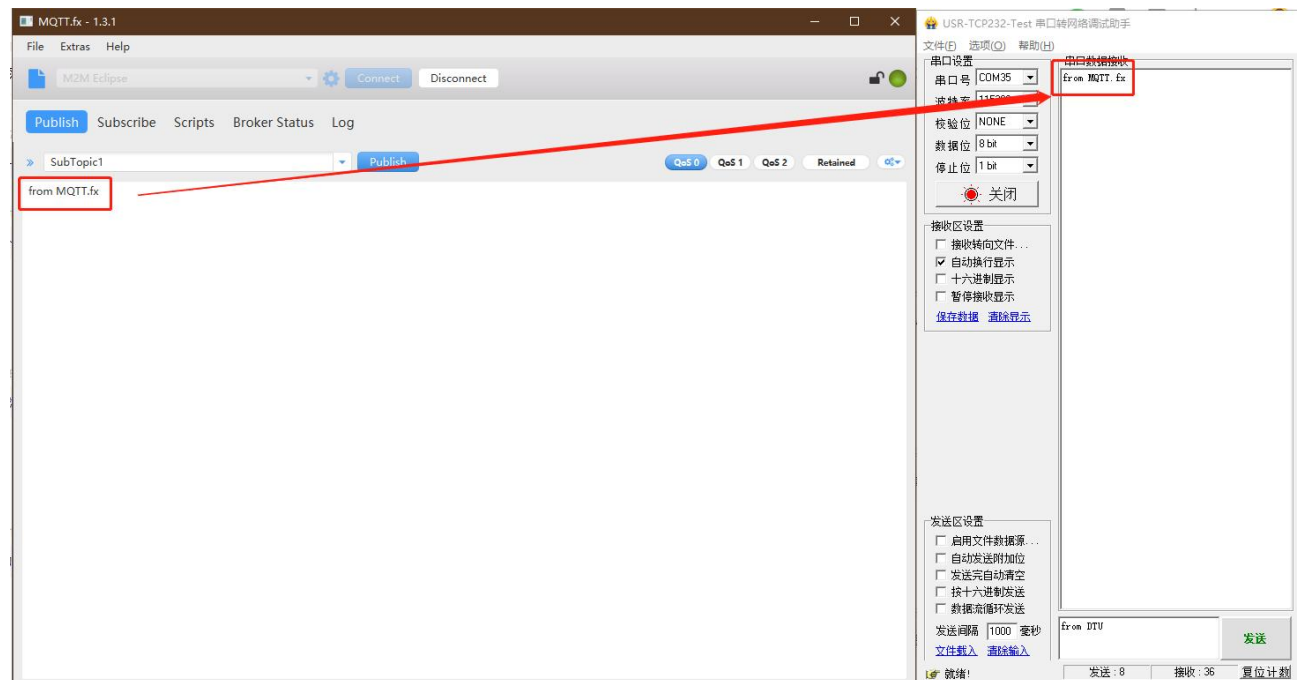 MQTT.fx - 1.3.1
File Extras Help
M2M Eclipse
Connect
Disconnect
Publish Subscribe Scripts Broker Status Log
SubTopic1
Publish
QoS 0 QoS 1 QoS 2 Retained
from MQTT.fx
USR-TCP232-Test 串口转网络调试助手
文件(F) 选项(O) 帮助(H)
串口设置
串口号 COM35
波特率
校验位 NONE
数据位 8 bit
停止位 1 bit
关闭
接收区设置
接收转向文件...
自动换行显示
十六进制显示
暂停接收显示
保存数据 清除显示
串口数据接收
from MQTT.fx
发送区设置
启用文件数据源...
自动发送附加位
发送完自动清空
按十六进制发送
数据流循环发送
发送间隔 1000 毫秒
文件载入 清除输入
from DTU
发送
就绪!
发送 : 8
接收 : 36
复位计数